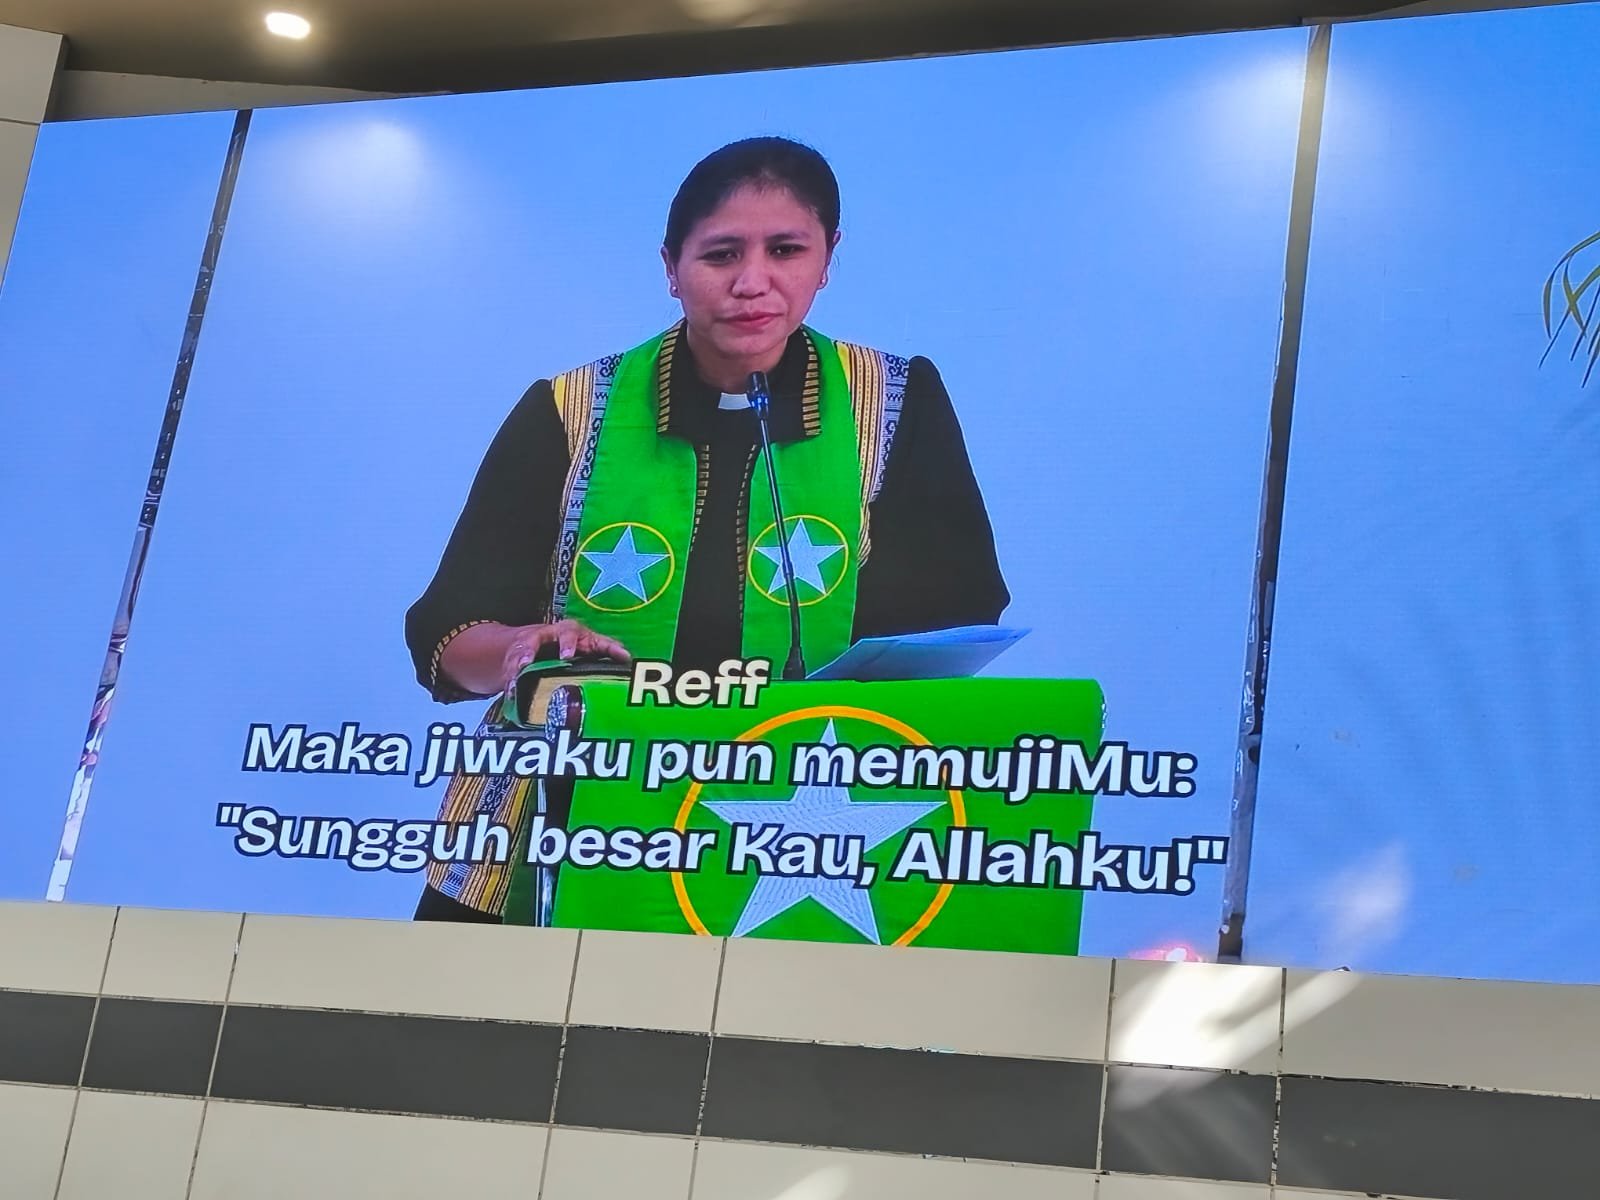 Reff
Maka jiwaku pun memujiMu:
"Sungguh besar Kau, Allahku!"